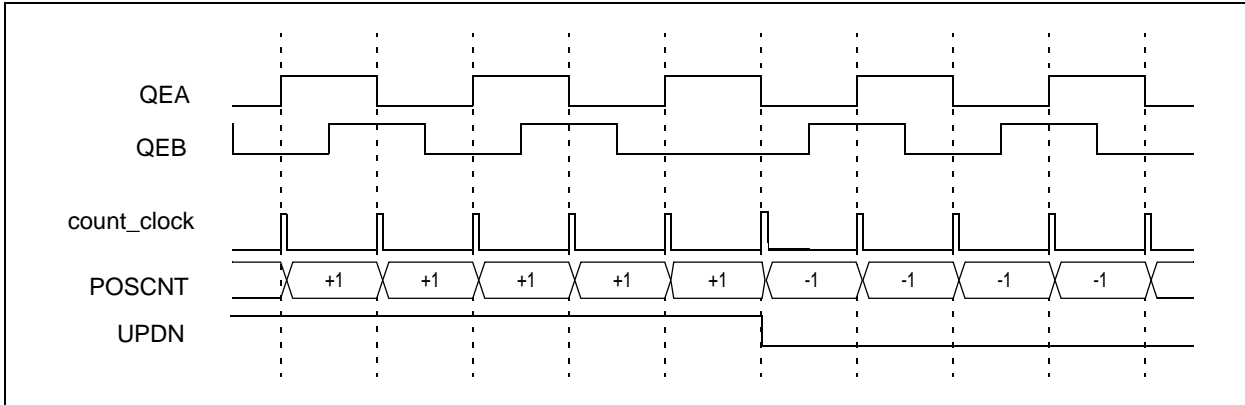 QEA
QEB
count_clock
POSCNT +1 +1 +1 +1 +1 -1 -1 -1 -1
UPDN